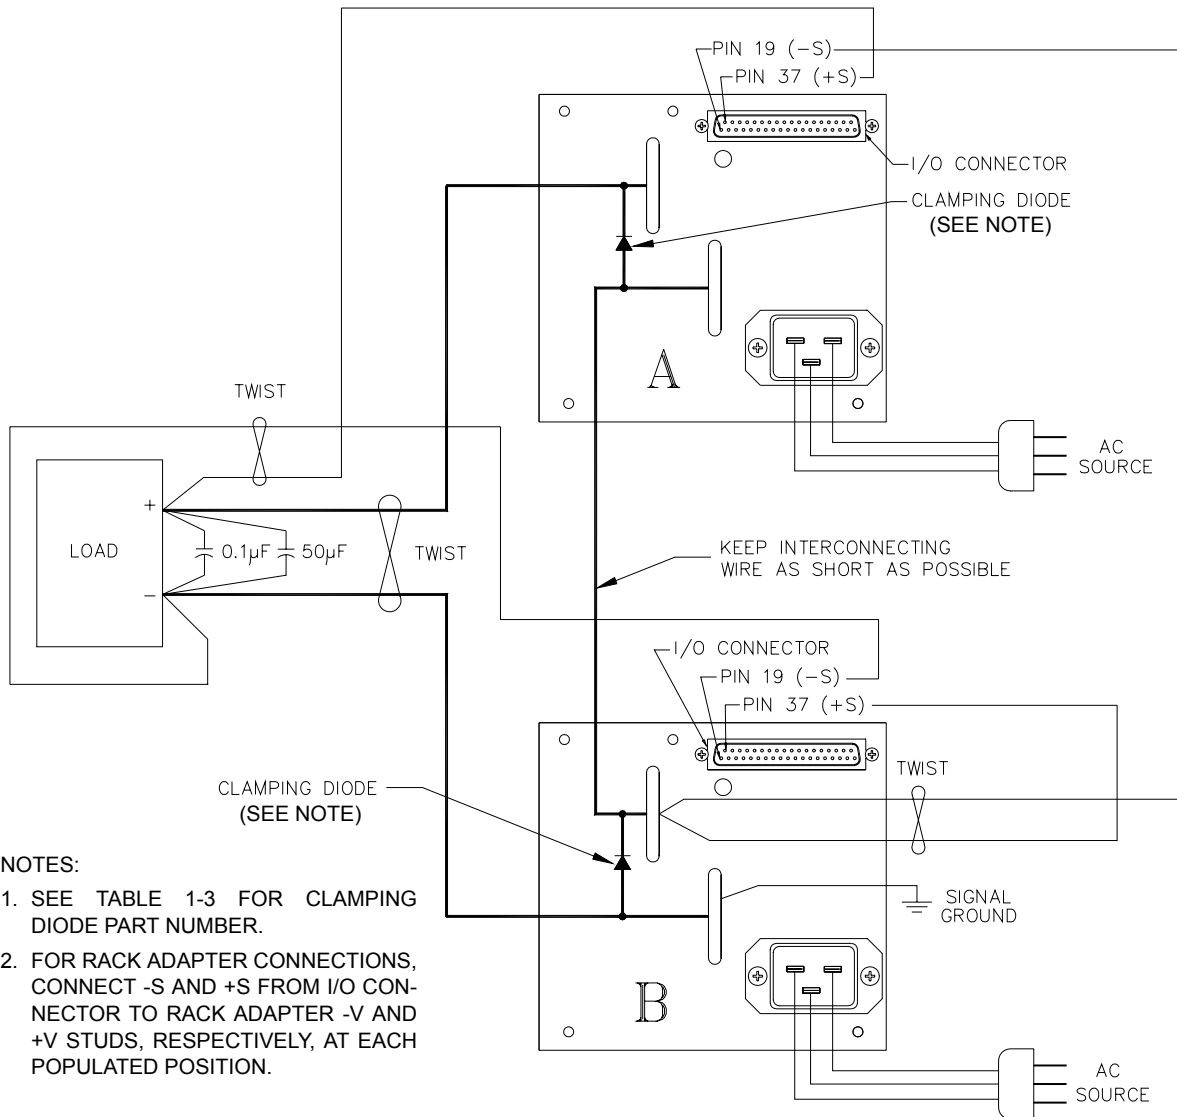 PIN 19 (−S)
PIN 37 (+S)
I/O CONNECTOR
CLAMPING DIODE
(SEE NOTE)
A
TWIST
AC
SOURCE
+
LOAD
0.1µF
50µF
TWIST
−
KEEP INTERCONNECTING
WIRE AS SHORT AS POSSIBLE
I/O CONNECTOR
PIN 19 (−S)
PIN 37 (+S)
TWIST
CLAMPING DIODE
(SEE NOTE)
SIGNAL
GROUND
B
AC
SOURCE
NOTES:
1. SEE TABLE 1-3 FOR CLAMPING
DIODE PART NUMBER.
2. FOR RACK ADAPTER CONNECTIONS,
CONNECT -S AND +S FROM I/O CON-
NECTOR TO RACK ADAPTER -V AND
+V STUDS, RESPECTIVELY, AT EACH
POPULATED POSITION.